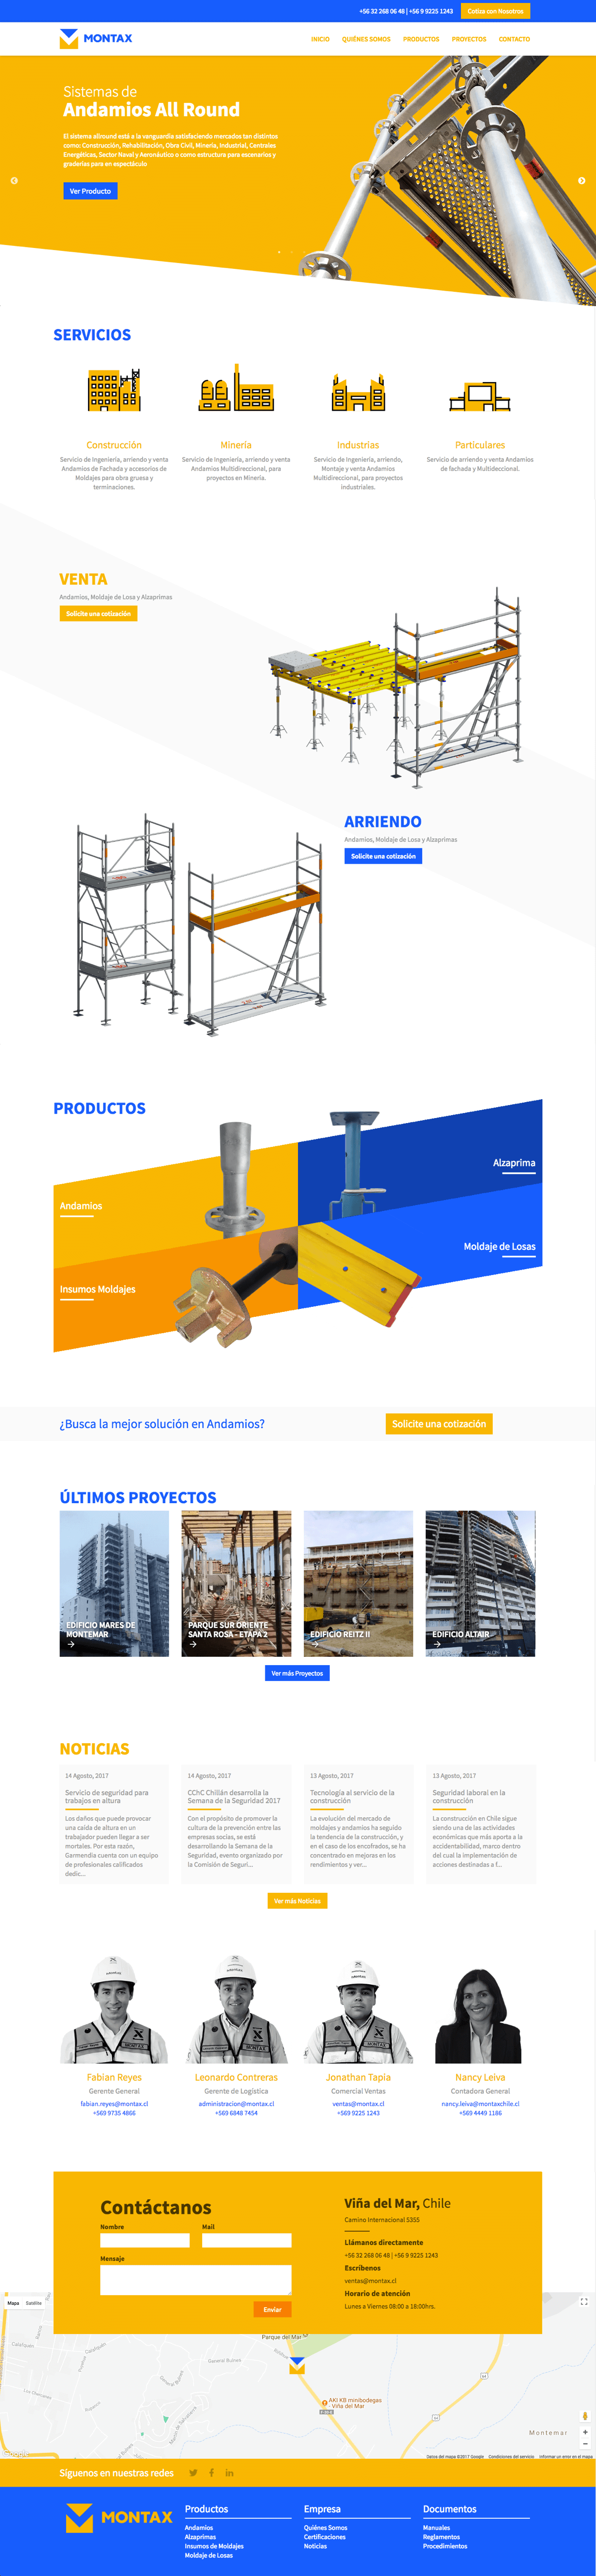 +56 32 268 06 48 | +56 9 9225 1243
Cotiza con Nosotros
MONTAX
INICIO
QUIÉNES SOMOS
PRODUCTOS
PROYECTOS
CONTACTO
Sistemas de
Andamios All Round
El sistema allround está a la vanguardia satisfaciendo mercados tan distintos
como: Construcción, Rehabilitación, Obra Civil, Minería, Industrial, Centrales
Energéticas, Sector Naval y Aeronáutico o como estructura para escenarios y
graderías para en espectáculo
Ver Producto
SERVICIOS
Construcción
Servicio de Ingeniería, arriendo y venta
Andamios de Fachada y accesorios de
Moldajes para obra gruesa y
terminaciones.
Minería
Servicio de Ingeniería, arriendo y venta
Andamios Multidireccional, para
proyectos en Minería.
Industrias
Servicio de Ingeniería, arriendo,
Montaje y venta Andamios
Multidireccional, para proyectos
industriales.
Particulares
Servicio de arriendo y venta Andamios
de fachada y Multideccional.
VENTA
Andamios, Moldaje de Losa y Alzaprimas
Solicite una cotización
ARRIENDO
Andamios, Moldaje de Losa y Alzaprimas
Solicite una cotización
PRODUCTOS
Andamios
Alzaprima
Insumos Moldajes
Moldaje de Losas
¿Busca la mejor solución en Andamios?
Solicite una cotización
ÚLTIMOS PROYECTOS
EDIFICIO MARES DE
MONTEMAR
PARQUE SUR ORIENTE
SANTA ROSA - ETAPA 2
EDIFICIO REITZ II
EDIFICIO ALTAIR
Ver más Proyectos
NOTICIAS
14 Agosto, 2017
Servicio de seguridad para
trabajos en altura
Los daños que puede provocar
una caída de altura en un
trabajador pueden llegar a ser
mortales. Por esta razón,
Garmendia cuenta con un equipo
de profesionales calificados
dedic...
14 Agosto, 2017
CChC Chillán desarrolla la
Semana de la Seguridad 2017
Con el propósito de promover la
cultura de la prevención entre las
empresas socias, se está
desarrollando la Semana de la
Seguridad, evento organizado por
la Comisión de Seguri...
13 Agosto, 2017
Tecnología al servicio de la
construcción
La evolución del mercado de
moldajes y andamios ha seguido
la tendencia de la construcción, y
en el caso de los encofrados, se ha
concentrado en mejoras en los
rendimientos y ver...
13 Agosto, 2017
Seguridad laboral en la
construcción
La construcción en Chile sigue
siendo una de las actividades
económicas que más aporta a la
accidentabilidad, marco dentro
del cual la implementación de
acciones destinadas a f...
Ver más Noticias
MONTAX
MONTAX
MONTAX
Fabian Reyes
Gerente General
fabian.reyes@montax.cl
+569 9735 4866
Leonardo Contreras
Gerente de Logística
administracion@montax.cl
+569 6848 7454
Jonathan Tapia
Comercial Ventas
ventas@montax.cl
+569 9225 1243
Nancy Leiva
Contadora General
nancy.leiva@montaxchile.cl
+569 4449 1186
Contáctanos
Nombre
Mail
Mensaje
Enviar
Viña del Mar, Chile
Camino Internacional 5355
Llámanos directamente
+56 32 268 06 48 | +56 9 9225 1243
Escríbenos
ventas@montax.cl
Horario de atención
Lunes a Viernes 08:00 a 18:00hrs.
Mapa
Satélite
Parque del Mar
General Bulnes
AKI KB minibodegas
- Viña del Mar
Montemar
Google
Datos del mapa ©2017 Google
Condiciones del servicio
Informar un error en el mapa
Síguenos en nuestras redes
MONTAX
Productos
Andamios
Alzaprimas
Insumos de Moldajes
Moldaje de Losas
Empresa
Quiénes Somos
Certificaciones
Noticias
Documentos
Manuales
Reglamentos
Procedimientos